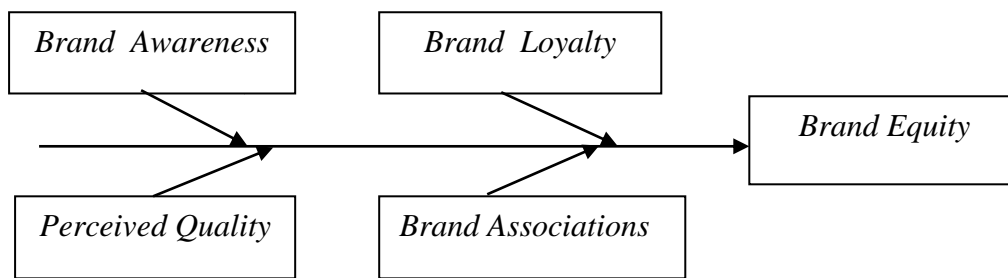 Brand Awareness
Brand Loyalty
Brand Equity
Perceived Quality
Brand Associations